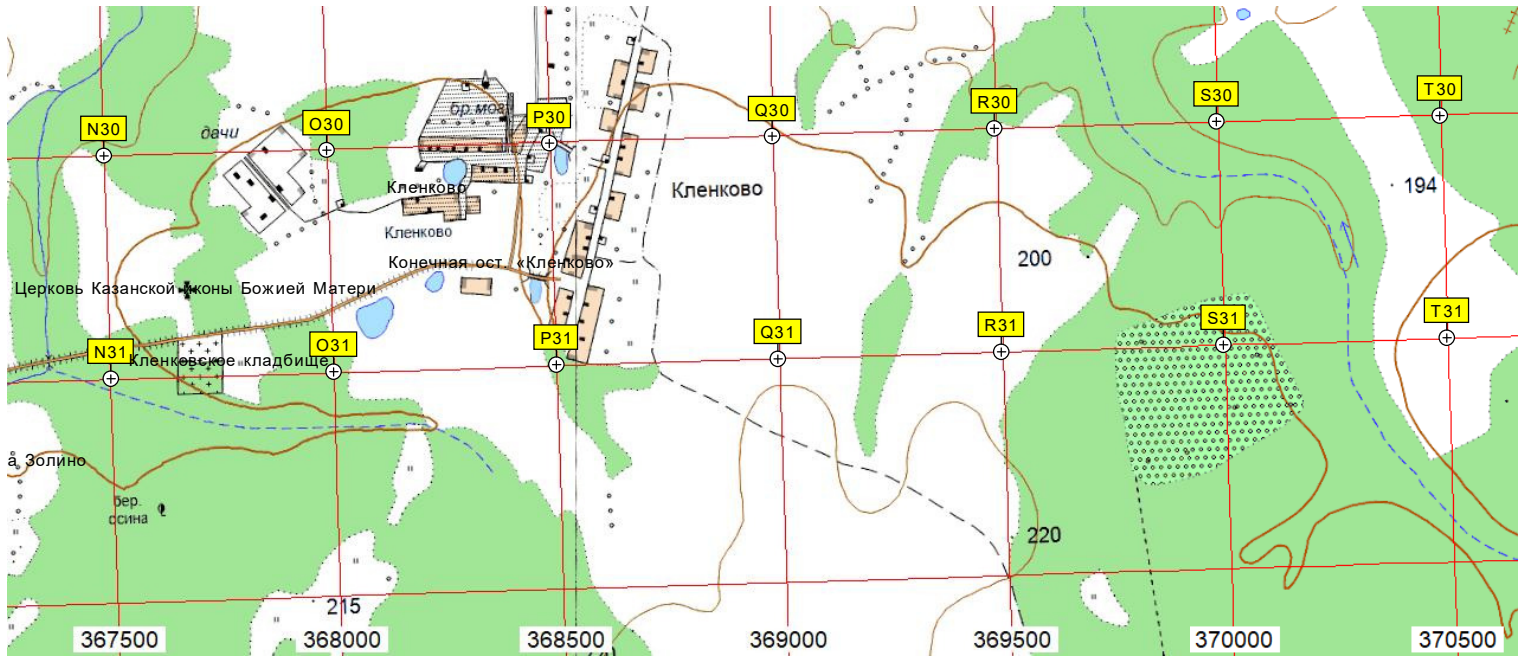 T30
S30
R30
Q30
P30
бр.мог.
O30
N30
дачи
194
Кленково
Кленково
Кленково
200
Конечная ост. «Кленково»
Церковь Казанской иконы Божией Матери
T31
S31
R31
Q31
P31
O31
N31
Кленковское кладбище
Золино
бер.
осина
220
215
367500 368000 368500 369000 369500 370000 370500